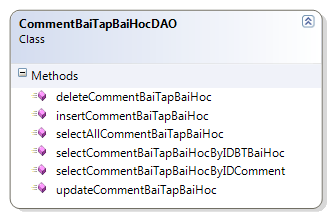 CommentBaiTapBaiHocDAO
Class
Methods
deleteCommentBaiTapBaiHoc
insertCommentBaiTapBaiHoc
selectAllCommentBaiTapBaiHoc
selectCommentBaiTapBaiHocByIDBTBaiHoc
selectCommentBaiTapBaiHocByIDComment
updateCommentBaiTapBaiHoc